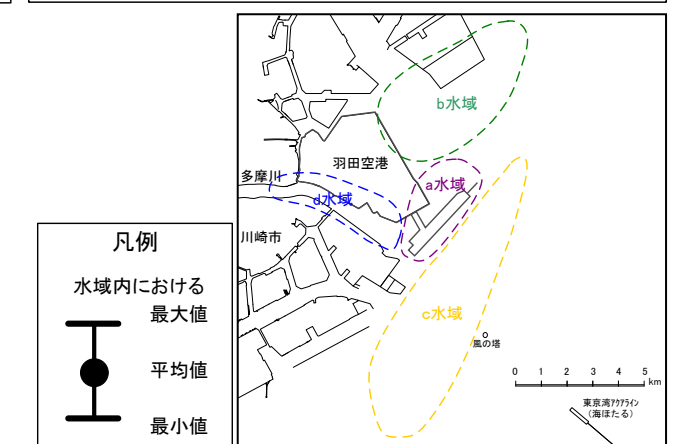 b水域
羽田空港
多摩川
a水域
d水域
川崎市
c水域
風の塔
0 1 2 3 4 5
km
東京湾ｱｸｱﾗｲﾝ
（海ほたる）
凡例
水域内における
最大値
平均値
最小値